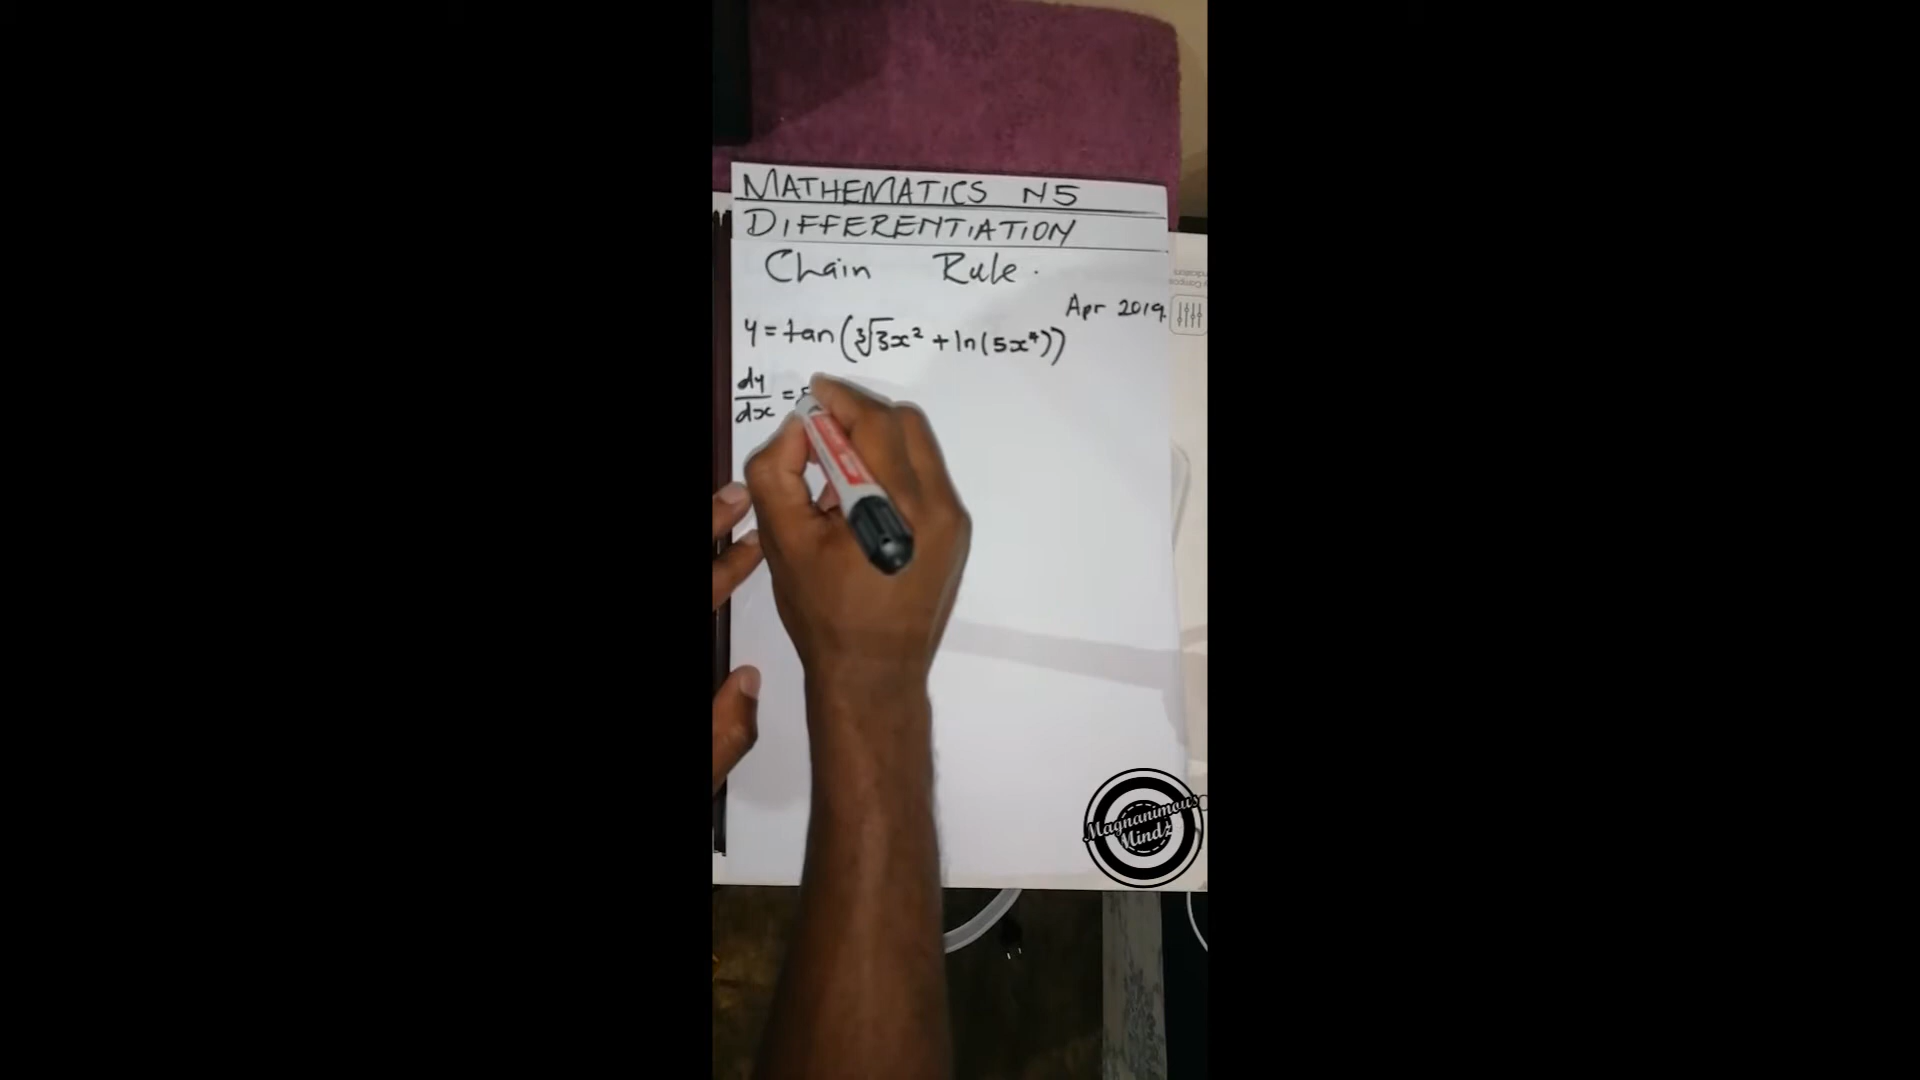 MATHEMATICS N5
DIFFERENTIATION
Chain Rule.
Apr 2019.
y = tan(∛3x² + ln(5x⁴))
dy/dx =
Magnanimous
Mindz